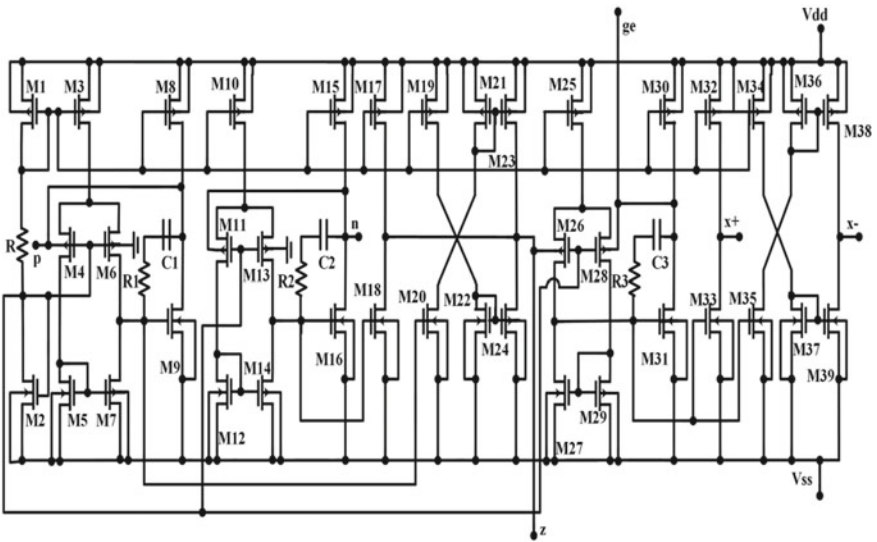 ge
Vdd
M1 M3 M8 M10 M15 M17 M19 M21 M25 M30 M32 M34 M36
M38
M23
R p M4 M6 R1 C1 M11 M13 R2 C2 n M26 M28 R3 C3 x+ x-
M9 M16 M18 M20 M22 M24 M31 M33 M35 M37 M39
M2 M5 M7 M14 M12 M29 M27
Vss
z